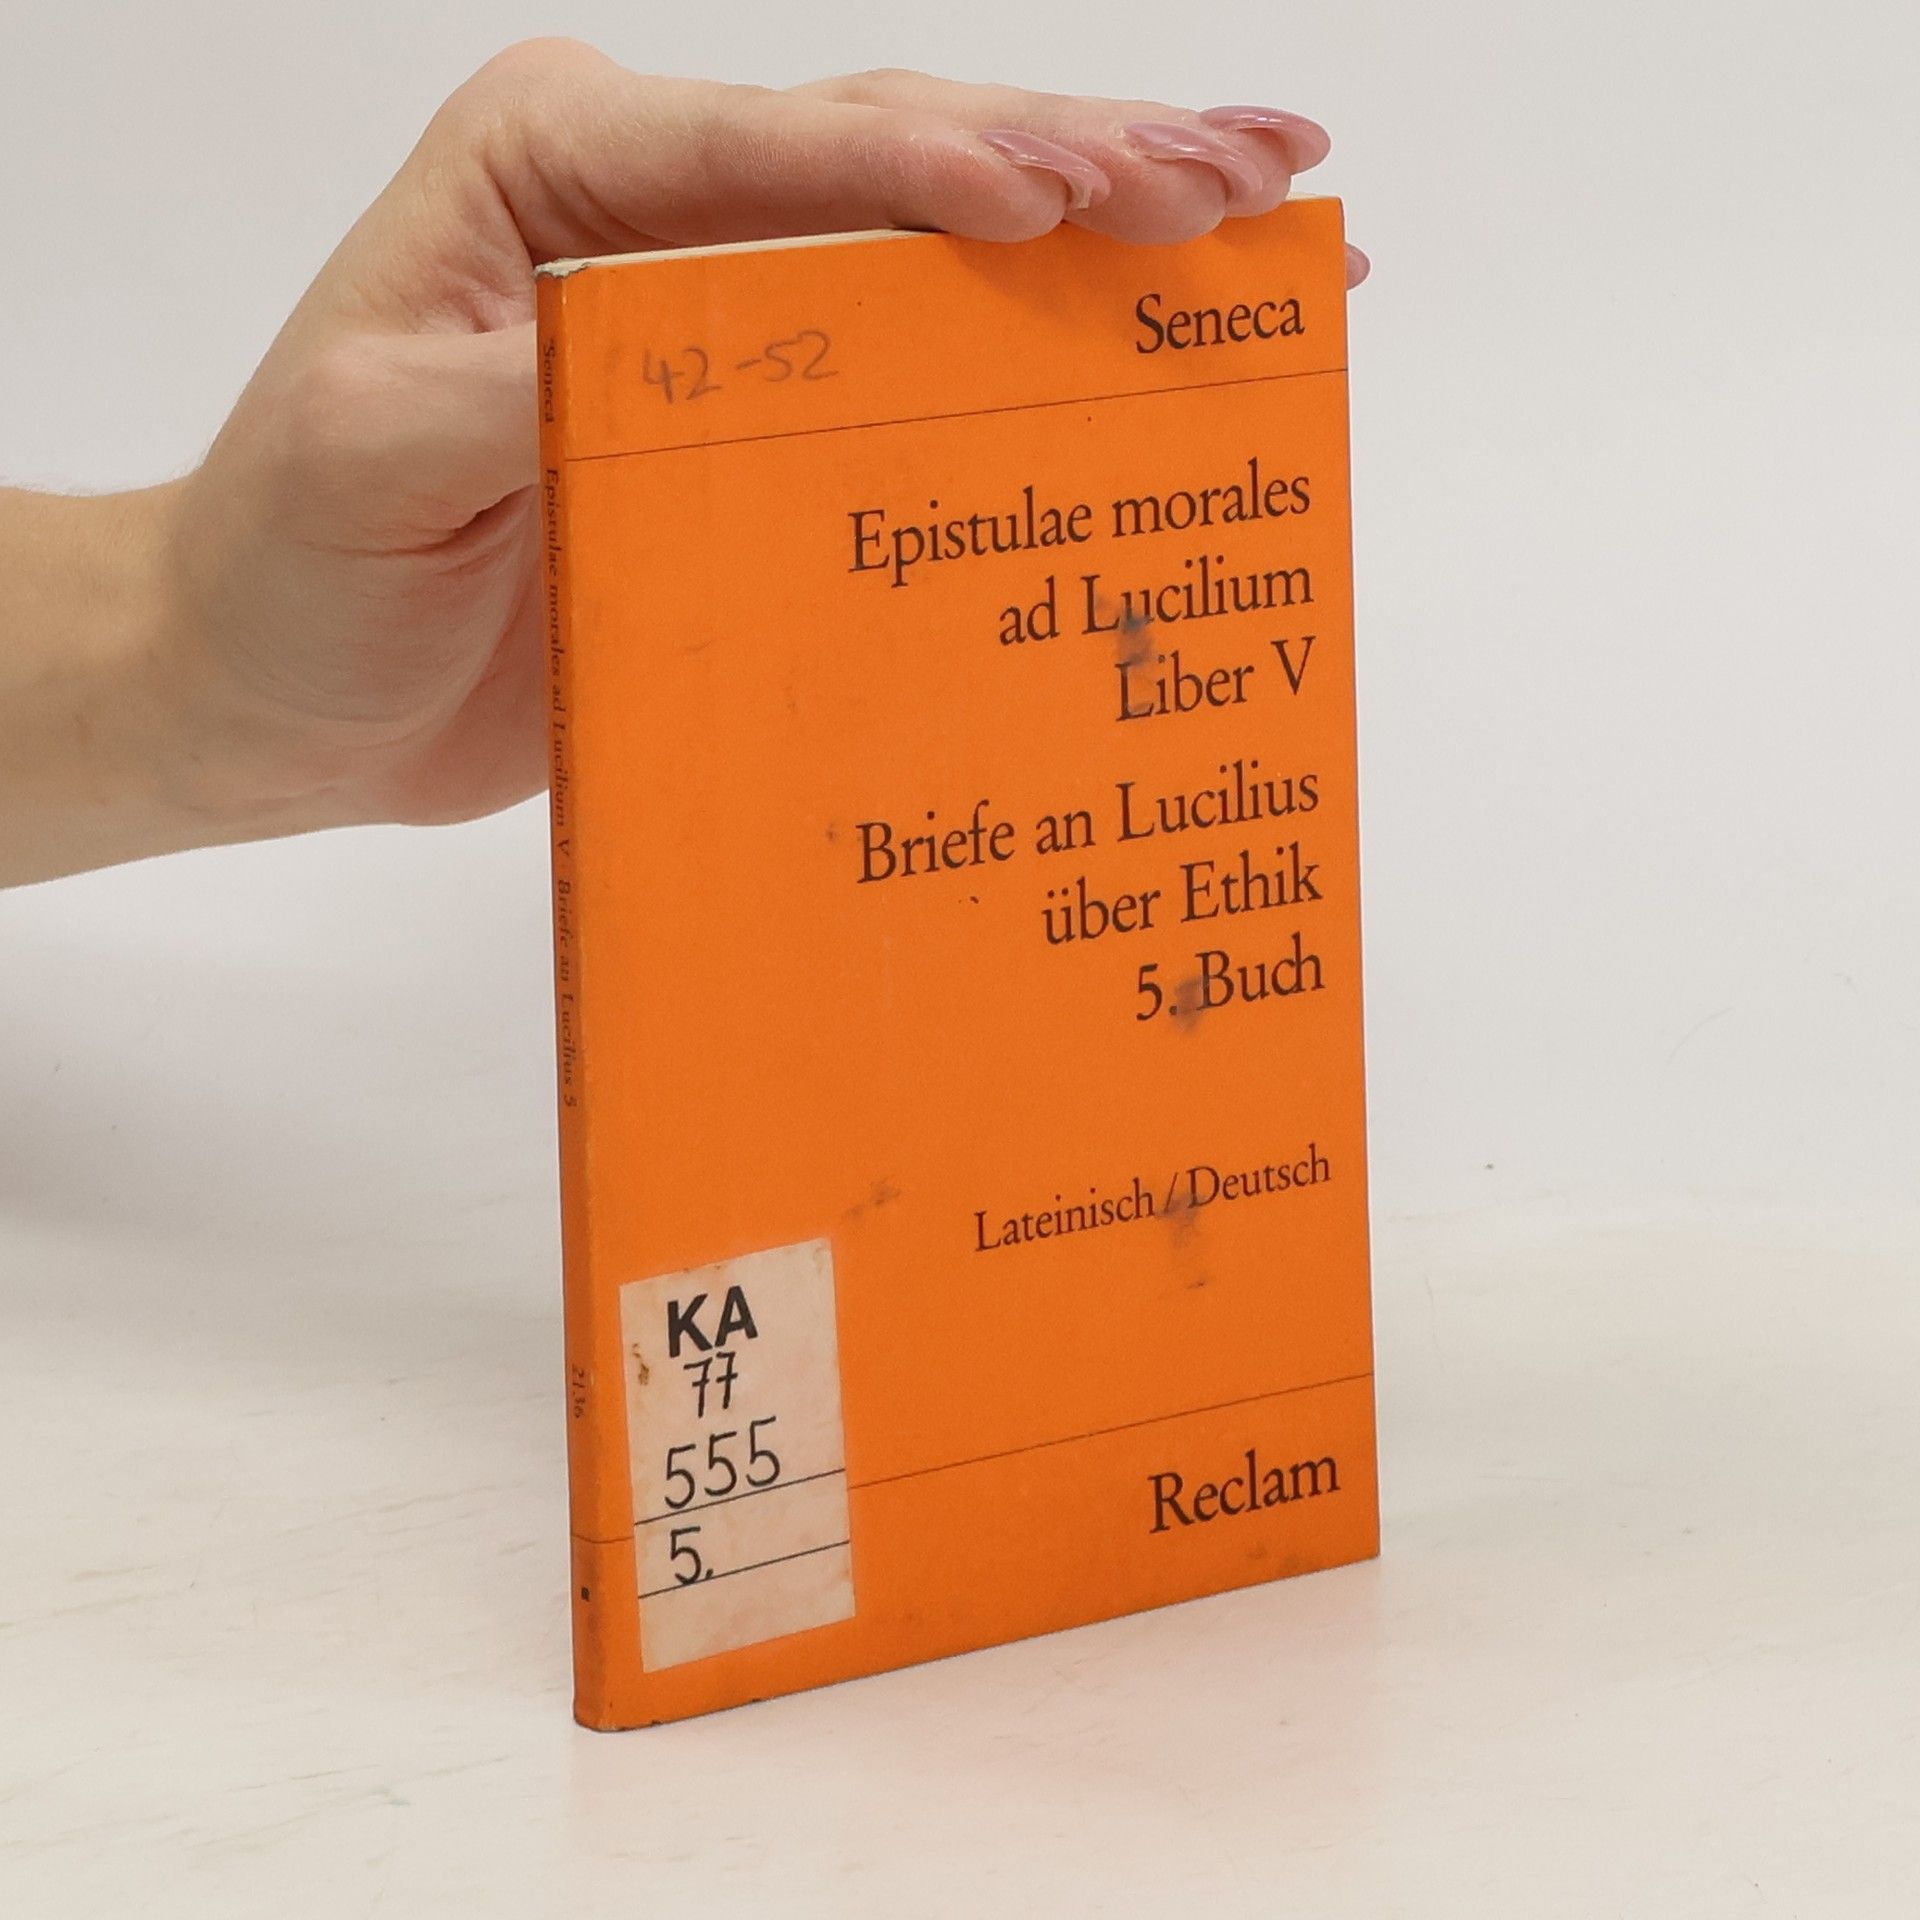 42-52
Seneca
Epistulae morales
ad Lucilium
Liber V
Briefe an Lucilius
über Ethik
5. Buch
Lateinisch / Deutsch
Reclam
KA
77
555
5.
Seneca Epistulae morales ad Lucilium V · Briefe an Lucilius 5
2136